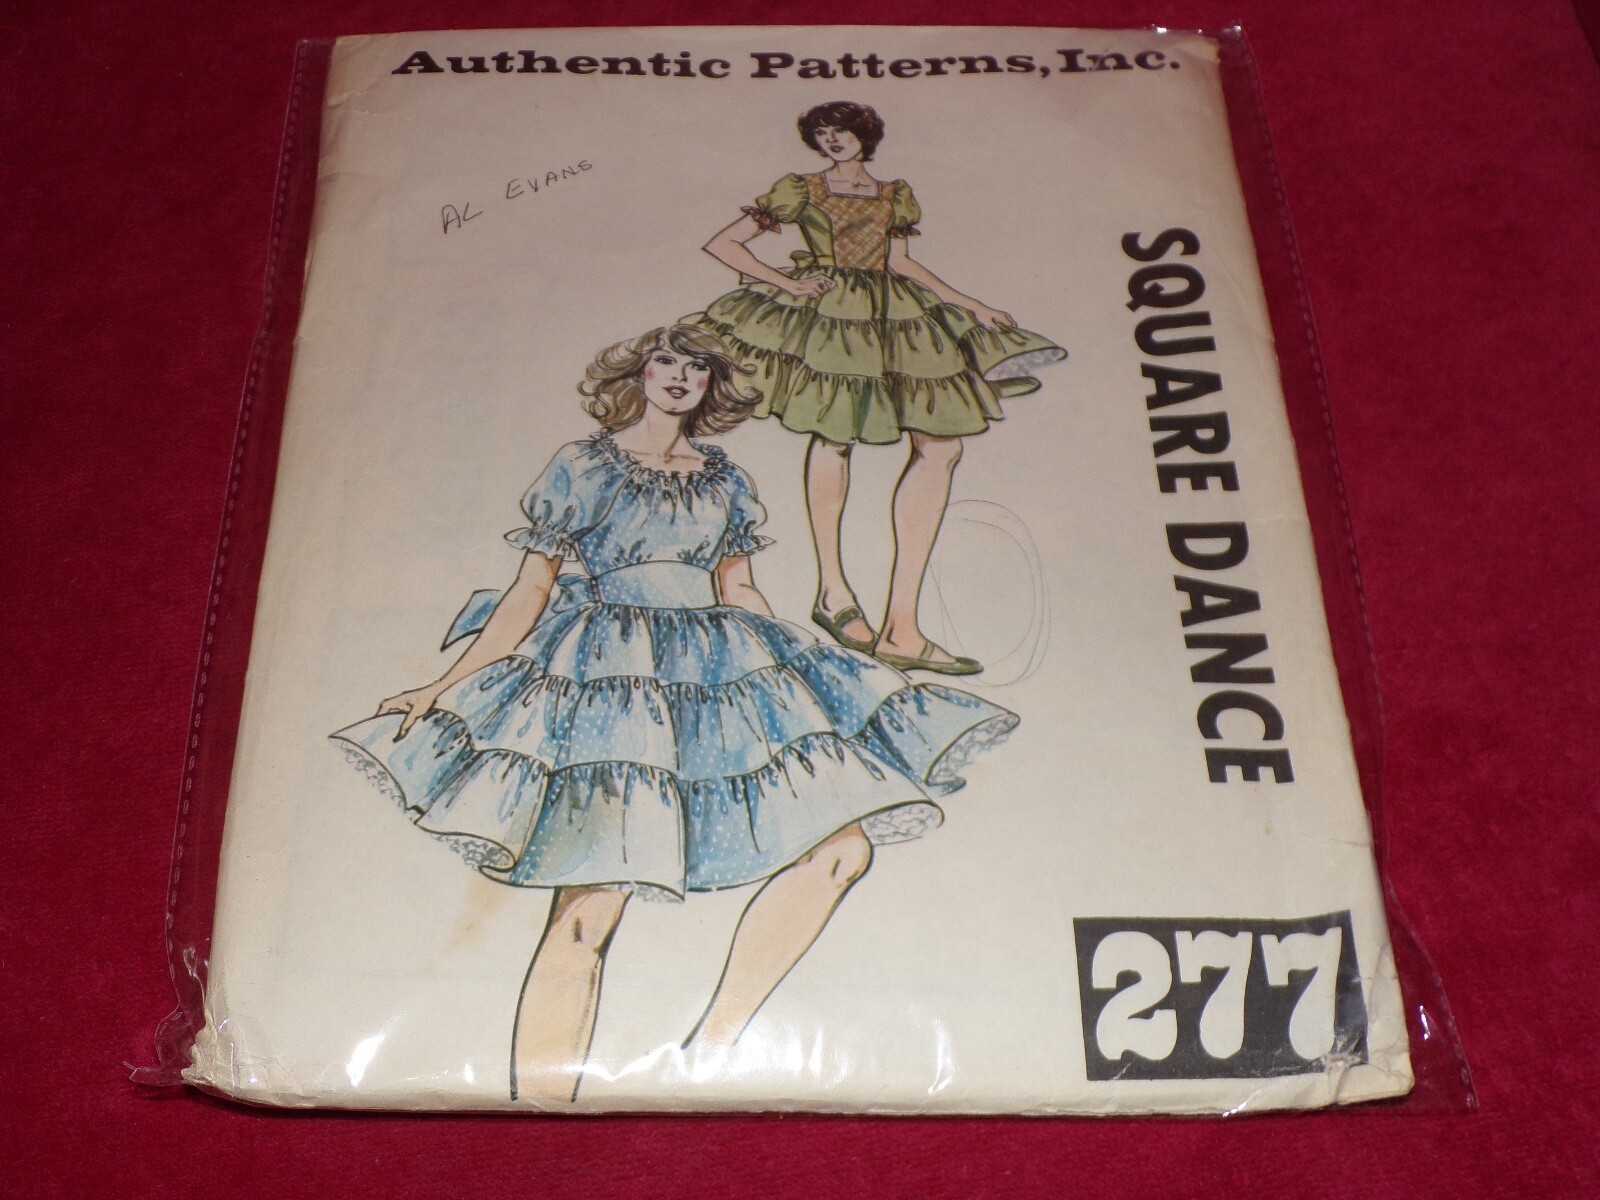 Authentic Patterns, Inc.
AL EVANS
SQUARE DANCE
277